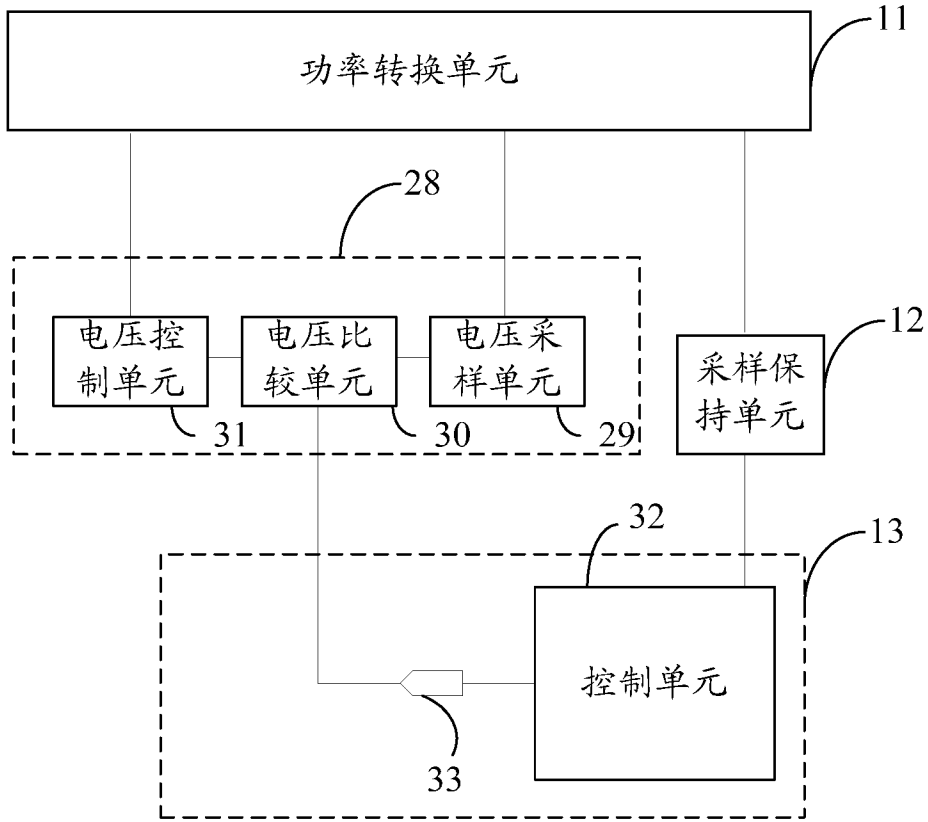 11
功率转换单元
28
电压控
制单元
电压比
较单元
电压采
样单元
12
采样保
持单元
31
30
29
32
13
控制单元
33